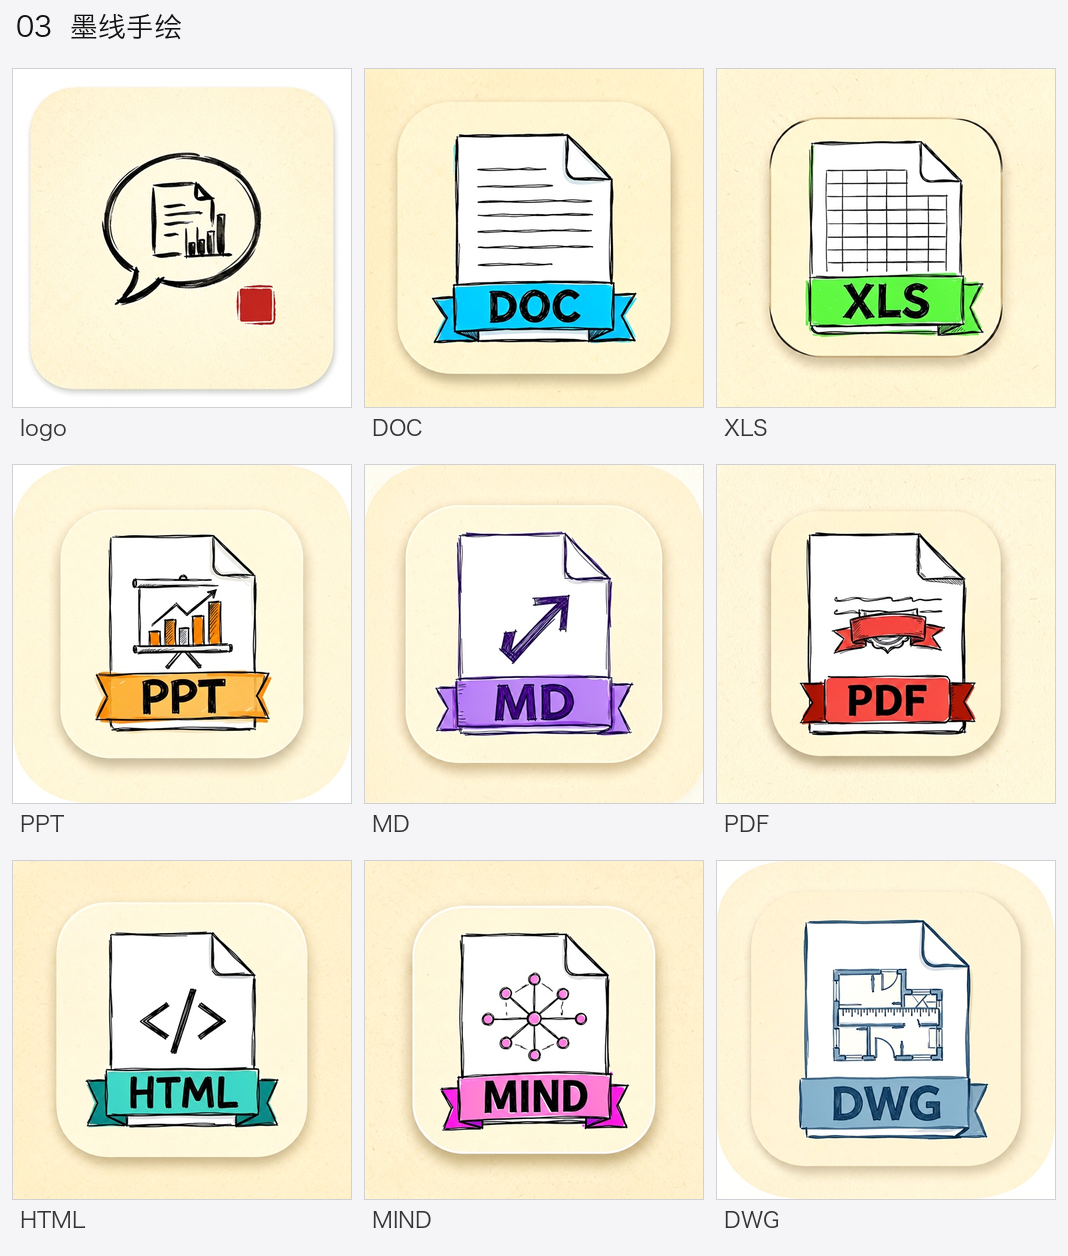 03 墨线手绘
logo
DOC
DOC
XLS
XLS
PPT
PPT
MD
MD
PDF
PDF
HTML
HTML
MIND
MIND
DWG
DWG